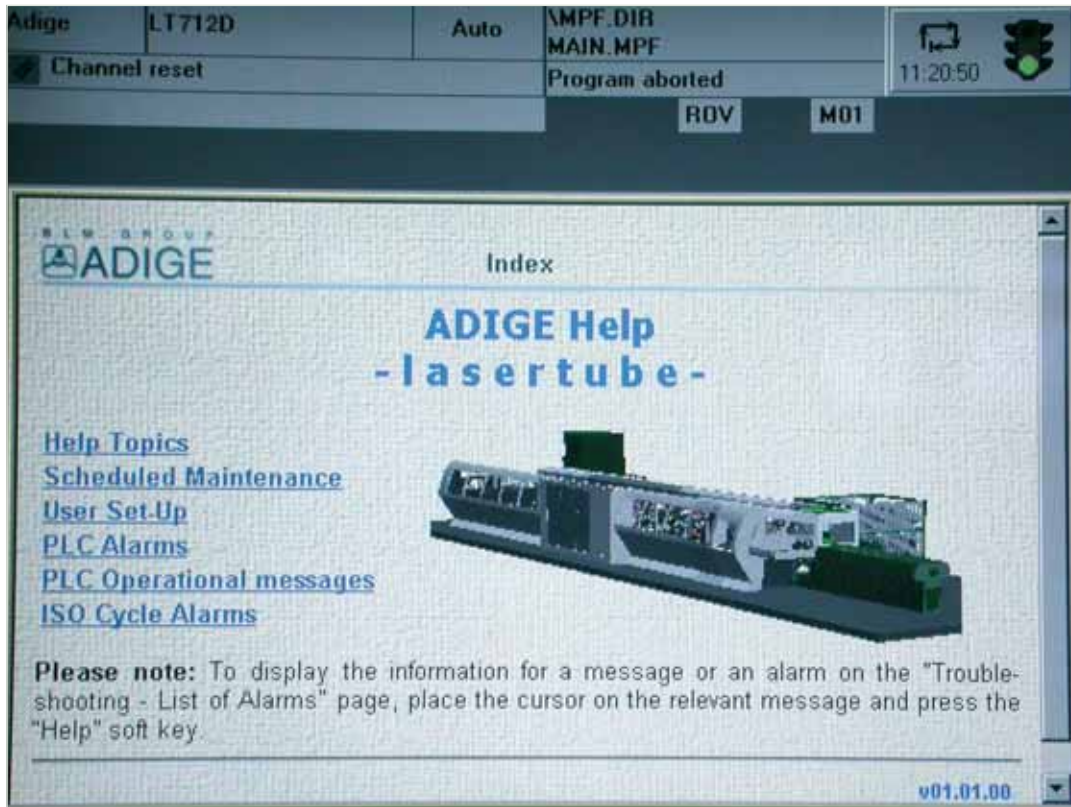 Adige LT712D Auto \MPF.DIR
MAIN.MPF
Channel reset Program aborted 11:20:50
ROV M01
BLM GROUP
ADIGE
Index
ADIGE Help
-lasertube-
Help Topics
Scheduled Maintenance
User Set-Up
PLC Alarms
PLC Operational messages
ISO Cycle Alarms
Please note: To display the information for a message or an alarm on the "Trouble-
shooting - List of Alarms" page, place the cursor on the relevant message and press the
"Help" soft key.
v01.01.00